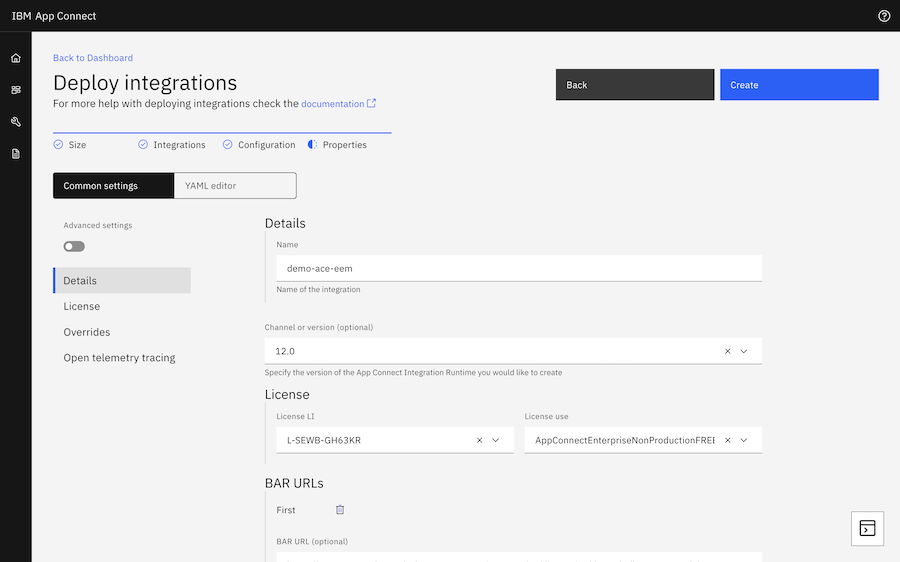 IBM App Connect
Back to Dashboard
Deploy integrations
For more help with deploying integrations check the documentation
Back
Create
Size
Integrations
Configuration
Properties
Common settings
YAML editor
Advanced settings
Details
License
Overrides
Open telemetry tracing
Details
Name
demo-ace-eem
Name of the integration
Channel or version (optional)
12.0
Specify the version of the App Connect Integration Runtime you would like to create
License
License LI
L-SEWB-GH63KR
License use
AppConnectEnterpriseNonProductionFREE
BAR URLs
First
BAR URL (optional)